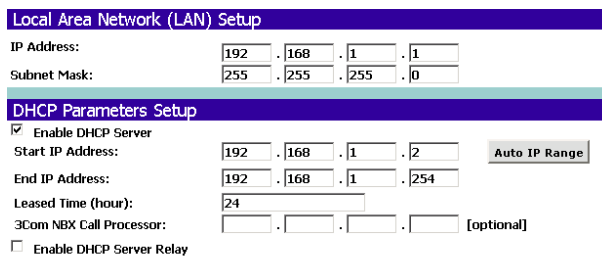 Local Area Network (LAN) Setup
IP Address: 192 . 168 . 1 . 1
Subnet Mask: 255 . 255 . 255 . 0
DHCP Parameters Setup
Enable DHCP Server
Start IP Address: 192 . 168 . 1 . 2 Auto IP Range
End IP Address: 192 . 168 . 1 . 254
Leased Time (hour): 24
3Com NBX Call Processor: . . . [optional]
Enable DHCP Server Relay